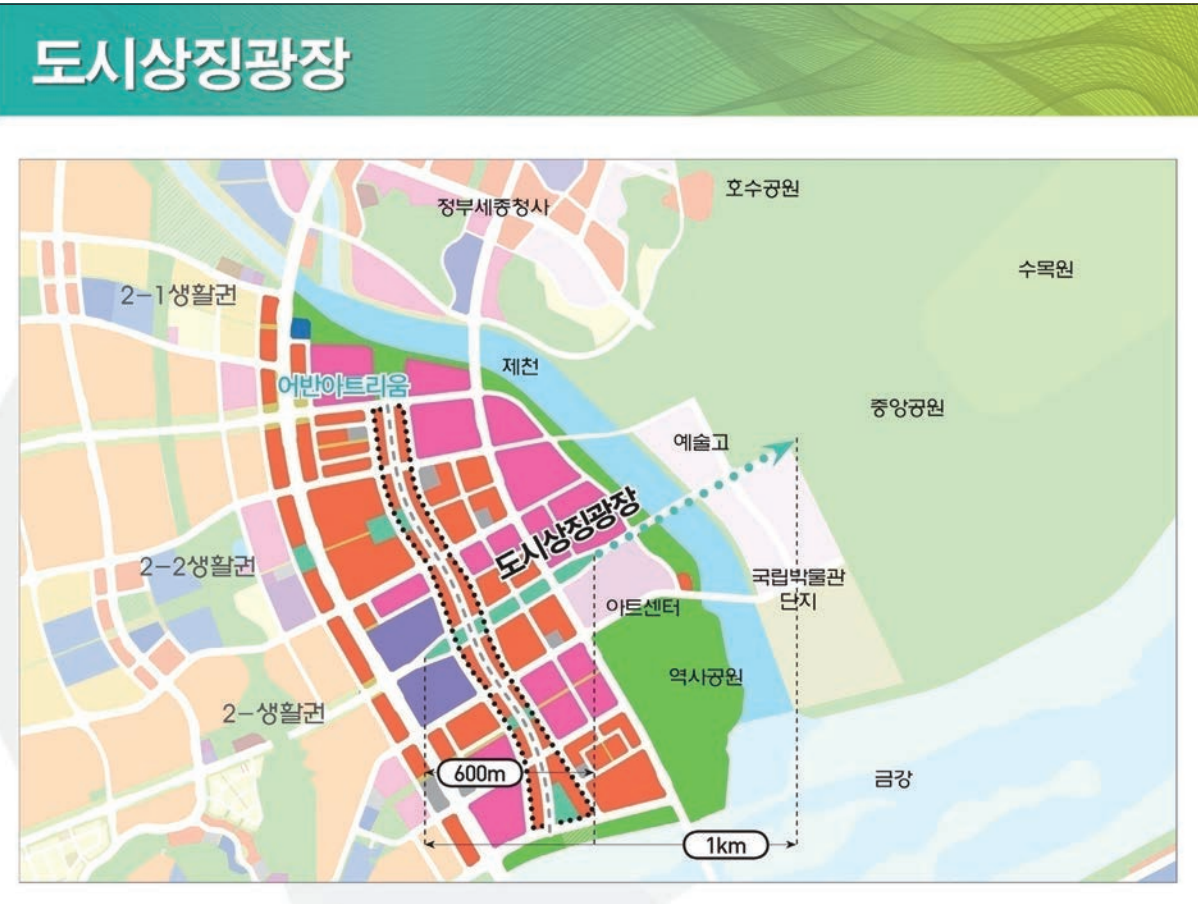 도시상징광장
호수공원
정부세종청사
수목원
2-1생활권
제천
어반아트리움
중앙공원
예술고
도시상징광장
2-2생활권
국립박물관
단지
아트센터
역사공원
2-생활권
600m
금강
1km